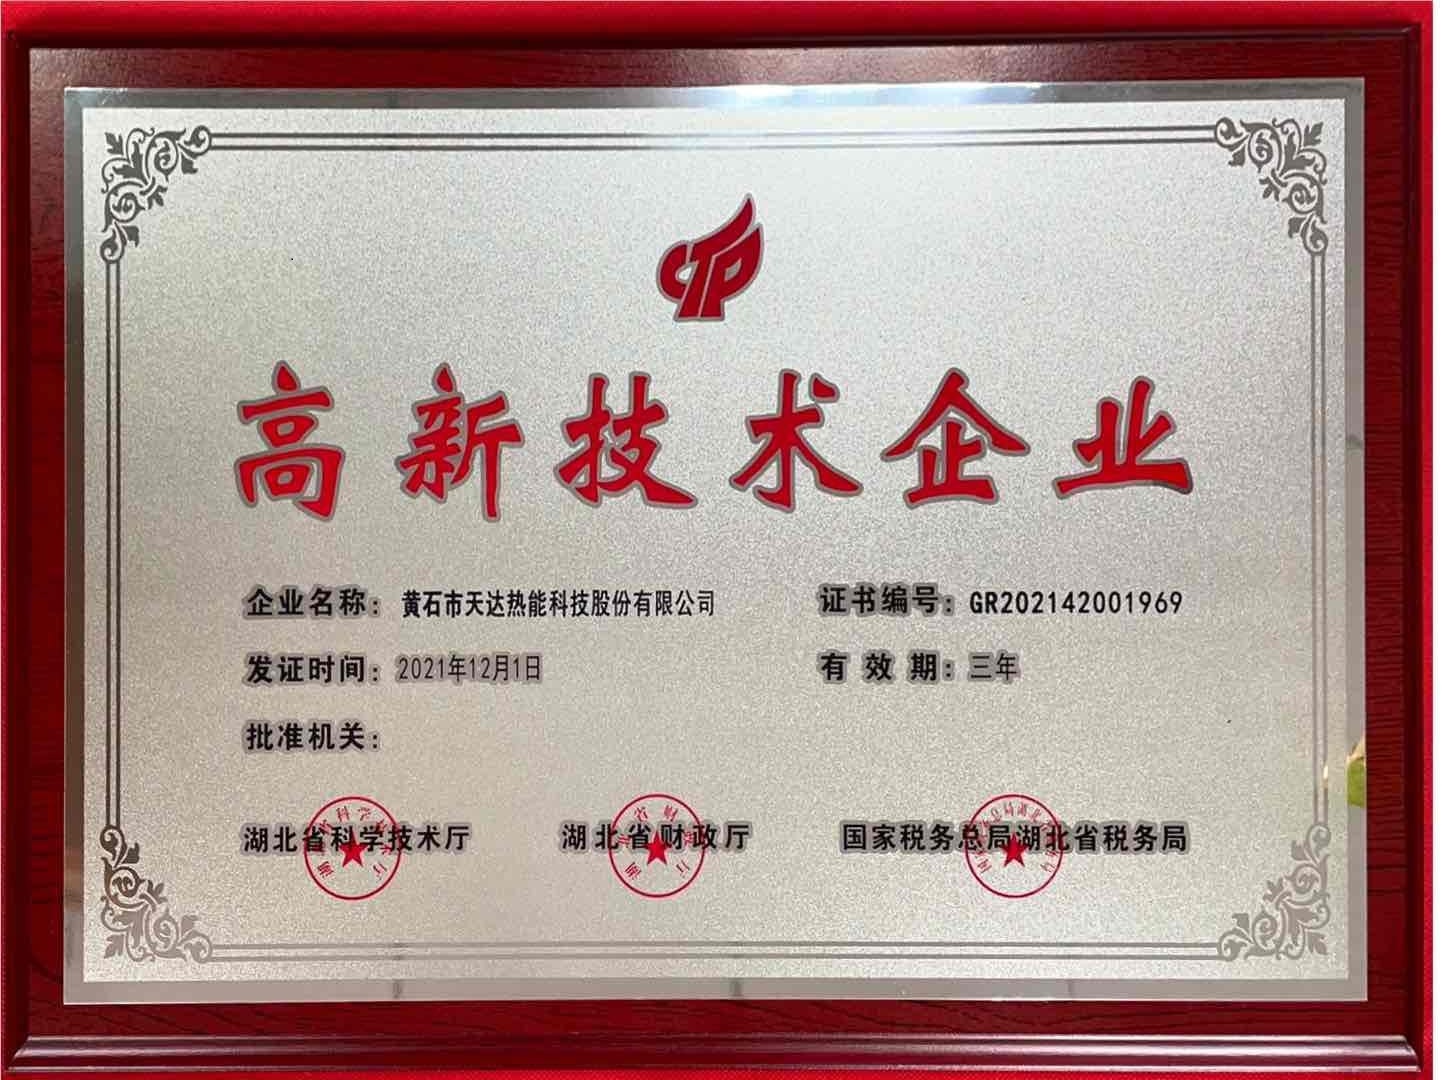 高新技术企业
企业名称：黄石市天达热能科技股份有限公司
证书编号：GR202142001969
发证时间：2021年12月1日
有效期：三年
批准机关：
湖北省科学技术厅
湖北省财政厅
国家税务总局湖北省税务局